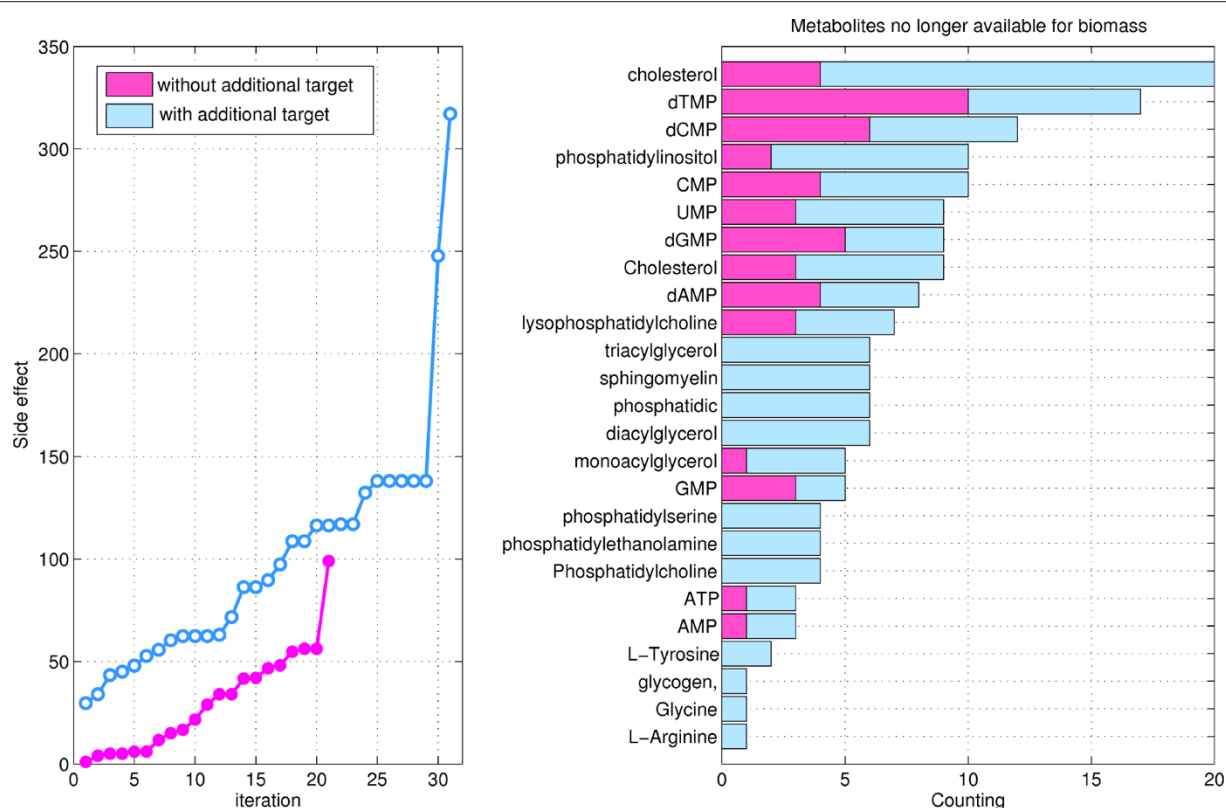 Metabolites no longer available for biomass
350
300
250
200
150
100
50
0
Side effect
without additional target
with additional target
0
5
10
15
20
25
30
iteration
cholesterol
dTMP
dCMP
phosphatidylinositol
CMP
UMP
dGMP
Cholesterol
dAMP
lysophosphatidylcholine
triacylglycerol
sphingomyelin
phosphatidic
diacylglycerol
monoacylglycerol
GMP
phosphatidylserine
phosphatidylethanolamine
Phosphatidylcholine
ATP
AMP
L−Tyrosine
glycogen,
Glycine
L−Arginine
0
5
10
15
20
Counting